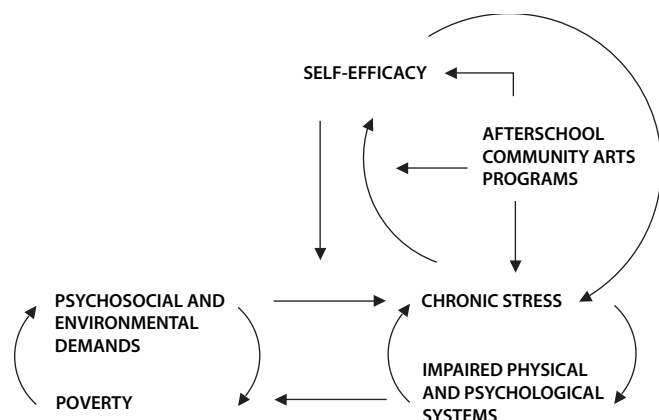 SELF-EFFICACY
AFTERSCHOOL
COMMUNITY ARTS
PROGRAMS
PSYCHOSOCIAL AND
ENVIRONMENTAL
DEMANDS
CHRONIC STRESS
POVERTY
IMPAIRED PHYSICAL
AND PSYCHOLOGICAL
SYSTEMS